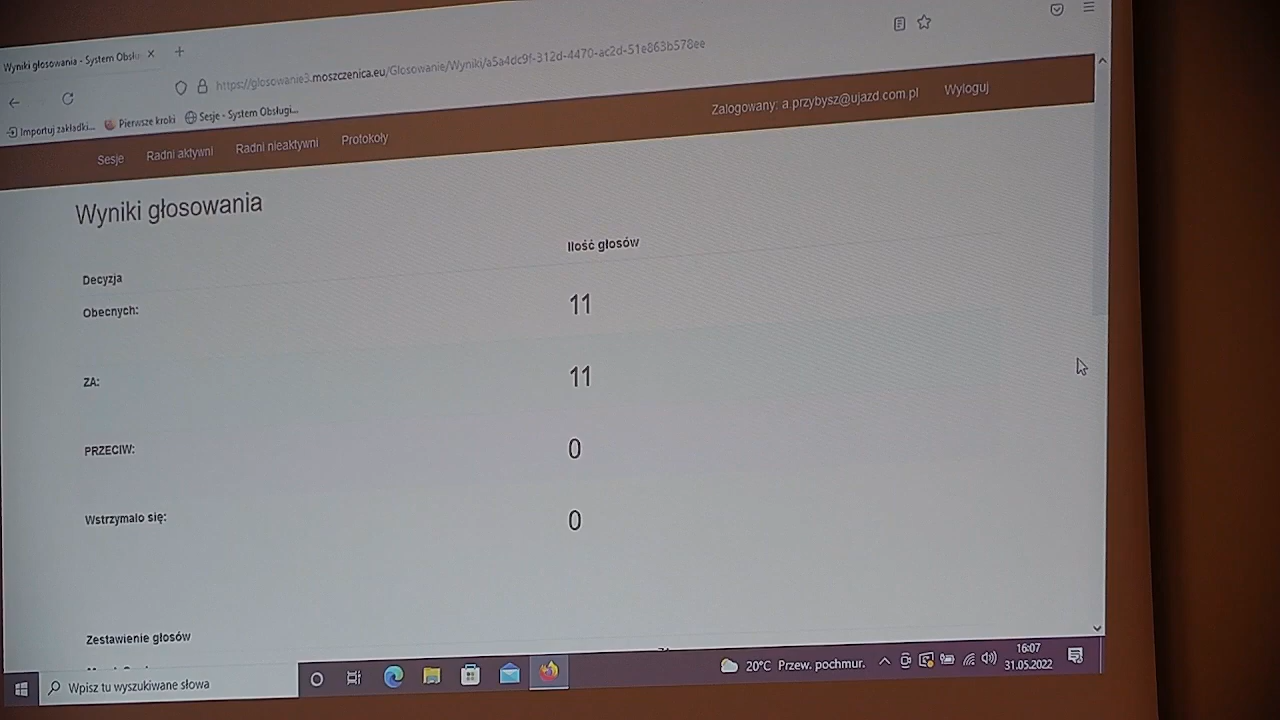 Wyniki głosowania - System Obsłu
https://glosowanie3.moszczenica.eu/Glosowanie/Wyniki/a5a4dc9f-312d-4470-ac2d-51e863b578ee
Importuj zakładki... Pierwsze kroki Sesje - System Obsługi...
Sesje Radni aktywni Radni nieaktywni Protokoły Zalogowany: a.przybysz@ujazd.com.pl Wyloguj
Wyniki głosowania
Decyzja Ilość głosów
Obecnych: 11
ZA: 11
PRZECIW: 0
Wstrzymało się: 0
Zestawienie głosów
Wpisz tu wyszukiwane słowa
20°C Przew. pochmur.
16:07
31.05.2022